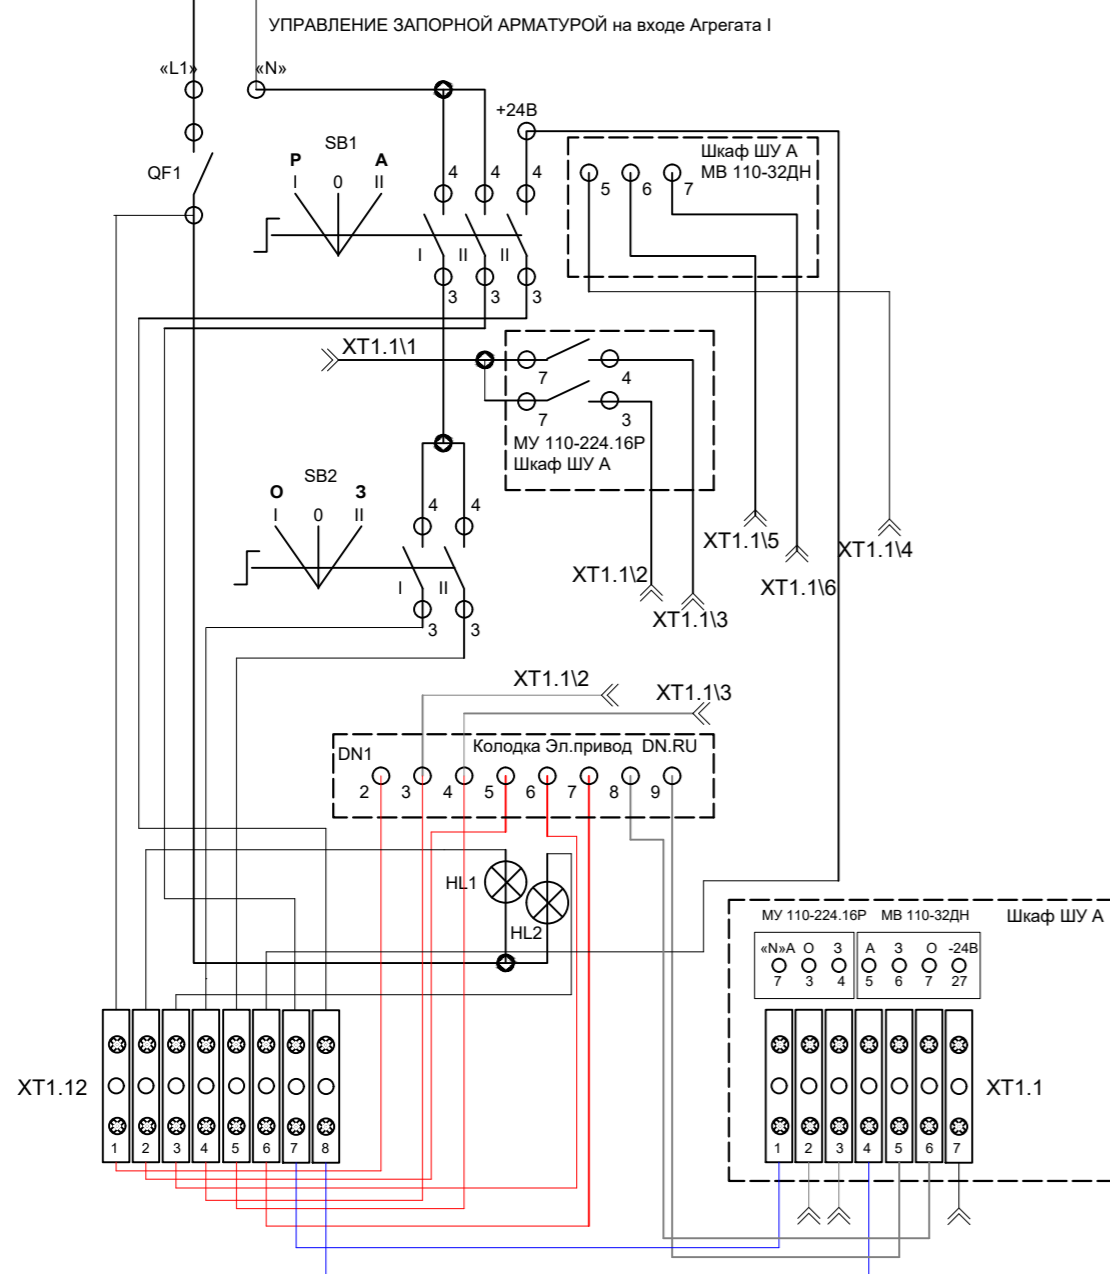 УПРАВЛЕНИЕ ЗАПОРНОЙ АРМАТУРОЙ на входе Агрегата I
«L1» «N»
+24В
SB1
Р А
I 0 II
QF1
4 4 4
I II II
3 3 3
Шкаф ШУ А
МВ 110-32ДН
5 6 7
XT1.1\1
7 4
7 3
МУ 110-224.16Р
Шкаф ШУ А
SB2
О З
I 0 II
4 4
I II
3 3
XT1.1\5 XT1.1\4
XT1.1\2 XT1.1\6
XT1.1\3
XT1.1\2 XT1.1\3
DN1 Колодка Эл.привод DN.RU
2 3 4 5 6 7 8 9
HL1
HL2
МУ 110-224.16Р МВ 110-32ДН Шкаф ШУ А
«N»А О З А З О -24В
7 3 4 5 6 7 27
XT1.12
1 2 3 4 5 6 7 8
XT1.1
1 2 3 4 5 6 7